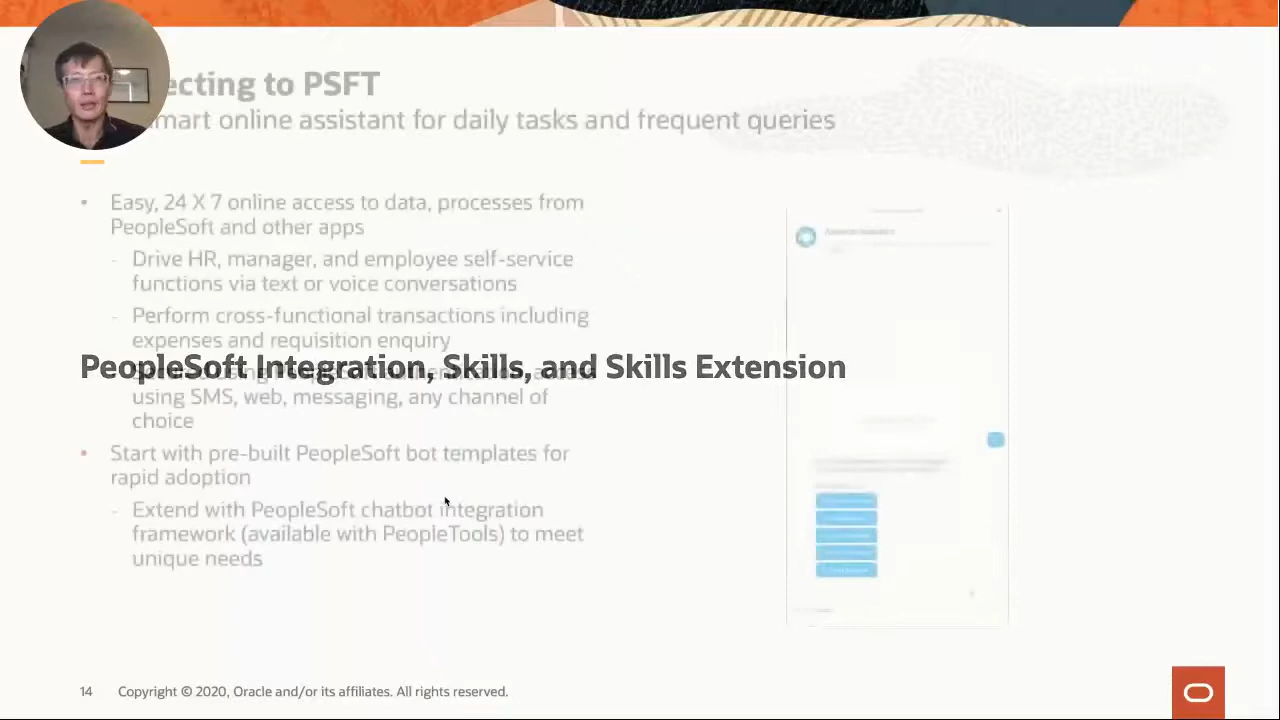 ecting to PSFT
mart online assistant for daily tasks and frequent queries
• Easy, 24 X 7 online access to data, processes from
PeopleSoft and other apps
- Drive HR, manager, and employee self-service
functions via text or voice conversations
- Perform cross-functional transactions including
expenses and requisition enquiry
PeopleSoft Integration, Skills, and Skills Extension
using SMS, web, messaging, any channel of
choice
• Start with pre-built PeopleSoft bot templates for
rapid adoption
- Extend with PeopleSoft chatbot integration
framework (available with PeopleTools) to meet
unique needs
14 Copyright © 2020, Oracle and/or its affiliates. All rights reserved.